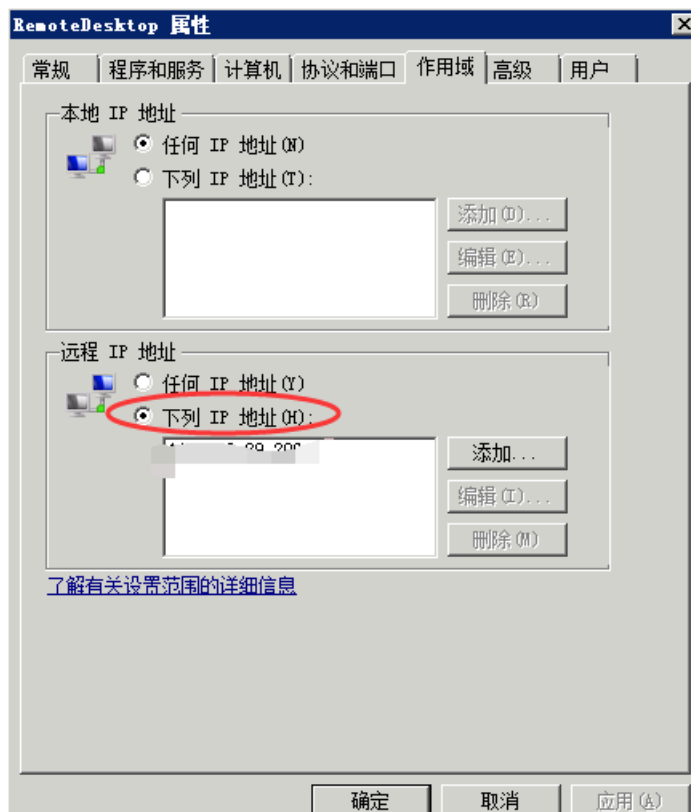 RemoteDesktop 属性
常规 程序和服务 计算机 协议和端口 作用域 高级 用户
本地 IP 地址
任何 IP 地址(N)
下列 IP 地址(T):
添加(D)...
编辑(E)...
删除(R)
远程 IP 地址
任何 IP 地址(Y)
下列 IP 地址(H):
添加...
编辑(I)...
删除(M)
了解有关设置范围的详细信息
确定 取消 应用(A)